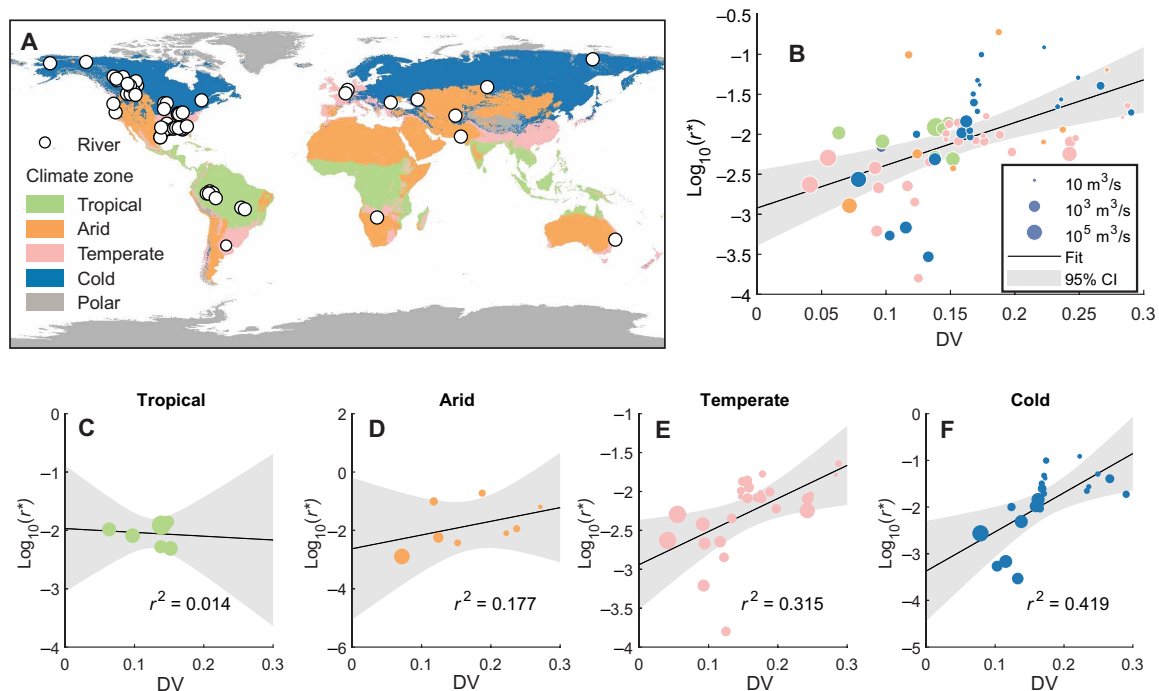 A
River
Climate zone
Tropical
Arid
Temperate
Cold
Polar
B
Log10(r*)
−0.5
−1
−1.5
−2
−2.5
−3
−3.5
−4
0
0.05
0.1
0.15
0.2
0.25
0.3
DV
10 m³/s
10³ m³/s
10⁵ m³/s
Fit
95% CI
Tropical
C
Log10(r*)
0
−1
−2
−3
−4
r² = 0.014
0
0.1
0.2
0.3
DV
Arid
D
Log10(r*)
2
0
−2
−4
−6
r² = 0.177
0
0.1
0.2
0.3
DV
Temperate
E
Log10(r*)
−1
−1.5
−2
−2.5
−3
−3.5
−4
r² = 0.315
0
0.1
0.2
0.3
DV
Cold
F
Log10(r*)
0
−1
−2
−3
−4
−5
r² = 0.419
0
0.1
0.2
0.3
DV